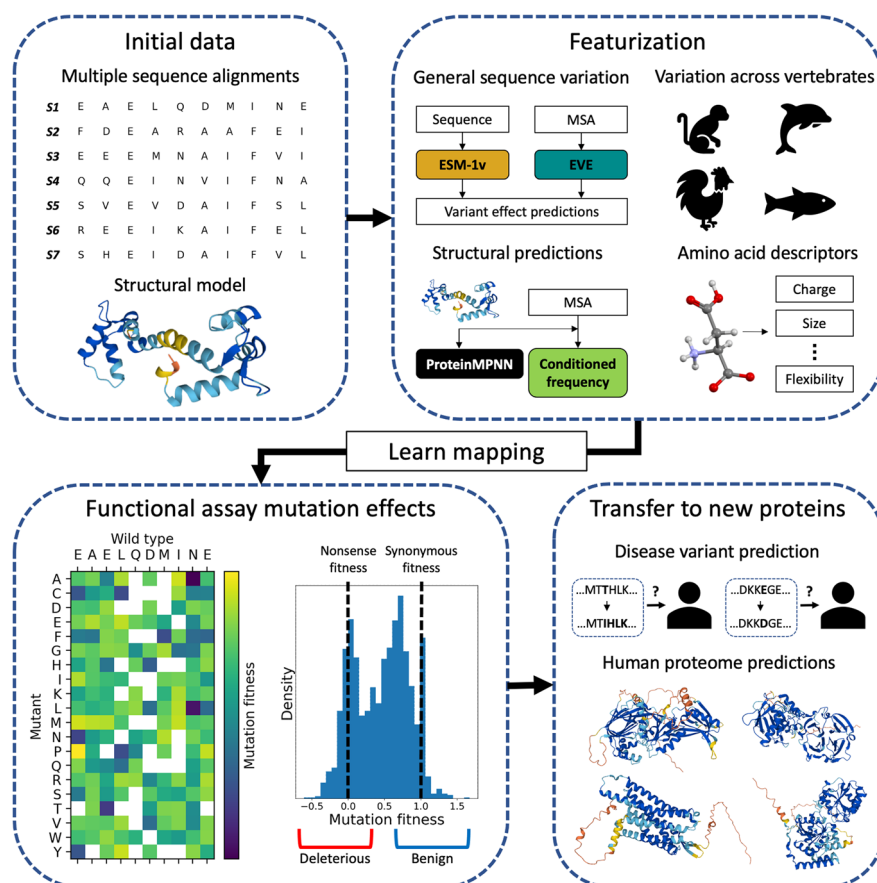 Initial data
Multiple sequence alignments
S1 E A E L Q D M I N E
S2 F D E A R A A F E I
S3 E E E M N A I F V I
S4 Q Q E I N V I F N A
S5 S V E V D A I F S L
S6 R E E I K A I F E L
S7 S H E I D A I F V L
Structural model
Featurization
General sequence variation
Sequence
MSA
ESM-1v
EVE
Variant effect predictions
Variation across vertebrates
Structural predictions
MSA
ProteinMPNN
Conditioned
frequency
Amino acid descriptors
Charge
Size
Flexibility
Learn mapping
Functional assay mutation effects
Wild type
E A E L Q D M I N E
Mutant
A
C
D
E
F
G
H
I
K
L
M
N
P
Q
R
S
T
V
W
Y
Mutation fitness
Nonsense
fitness
Synonymous
fitness
Density
-0.5 0.0 0.5 1.0 1.5
Mutation fitness
Deleterious
Benign
Transfer to new proteins
Disease variant prediction
...MTTHLK...
...MTIHLK...
?
...DKKEGE...
...DKKDGE...
?
Human proteome predictions